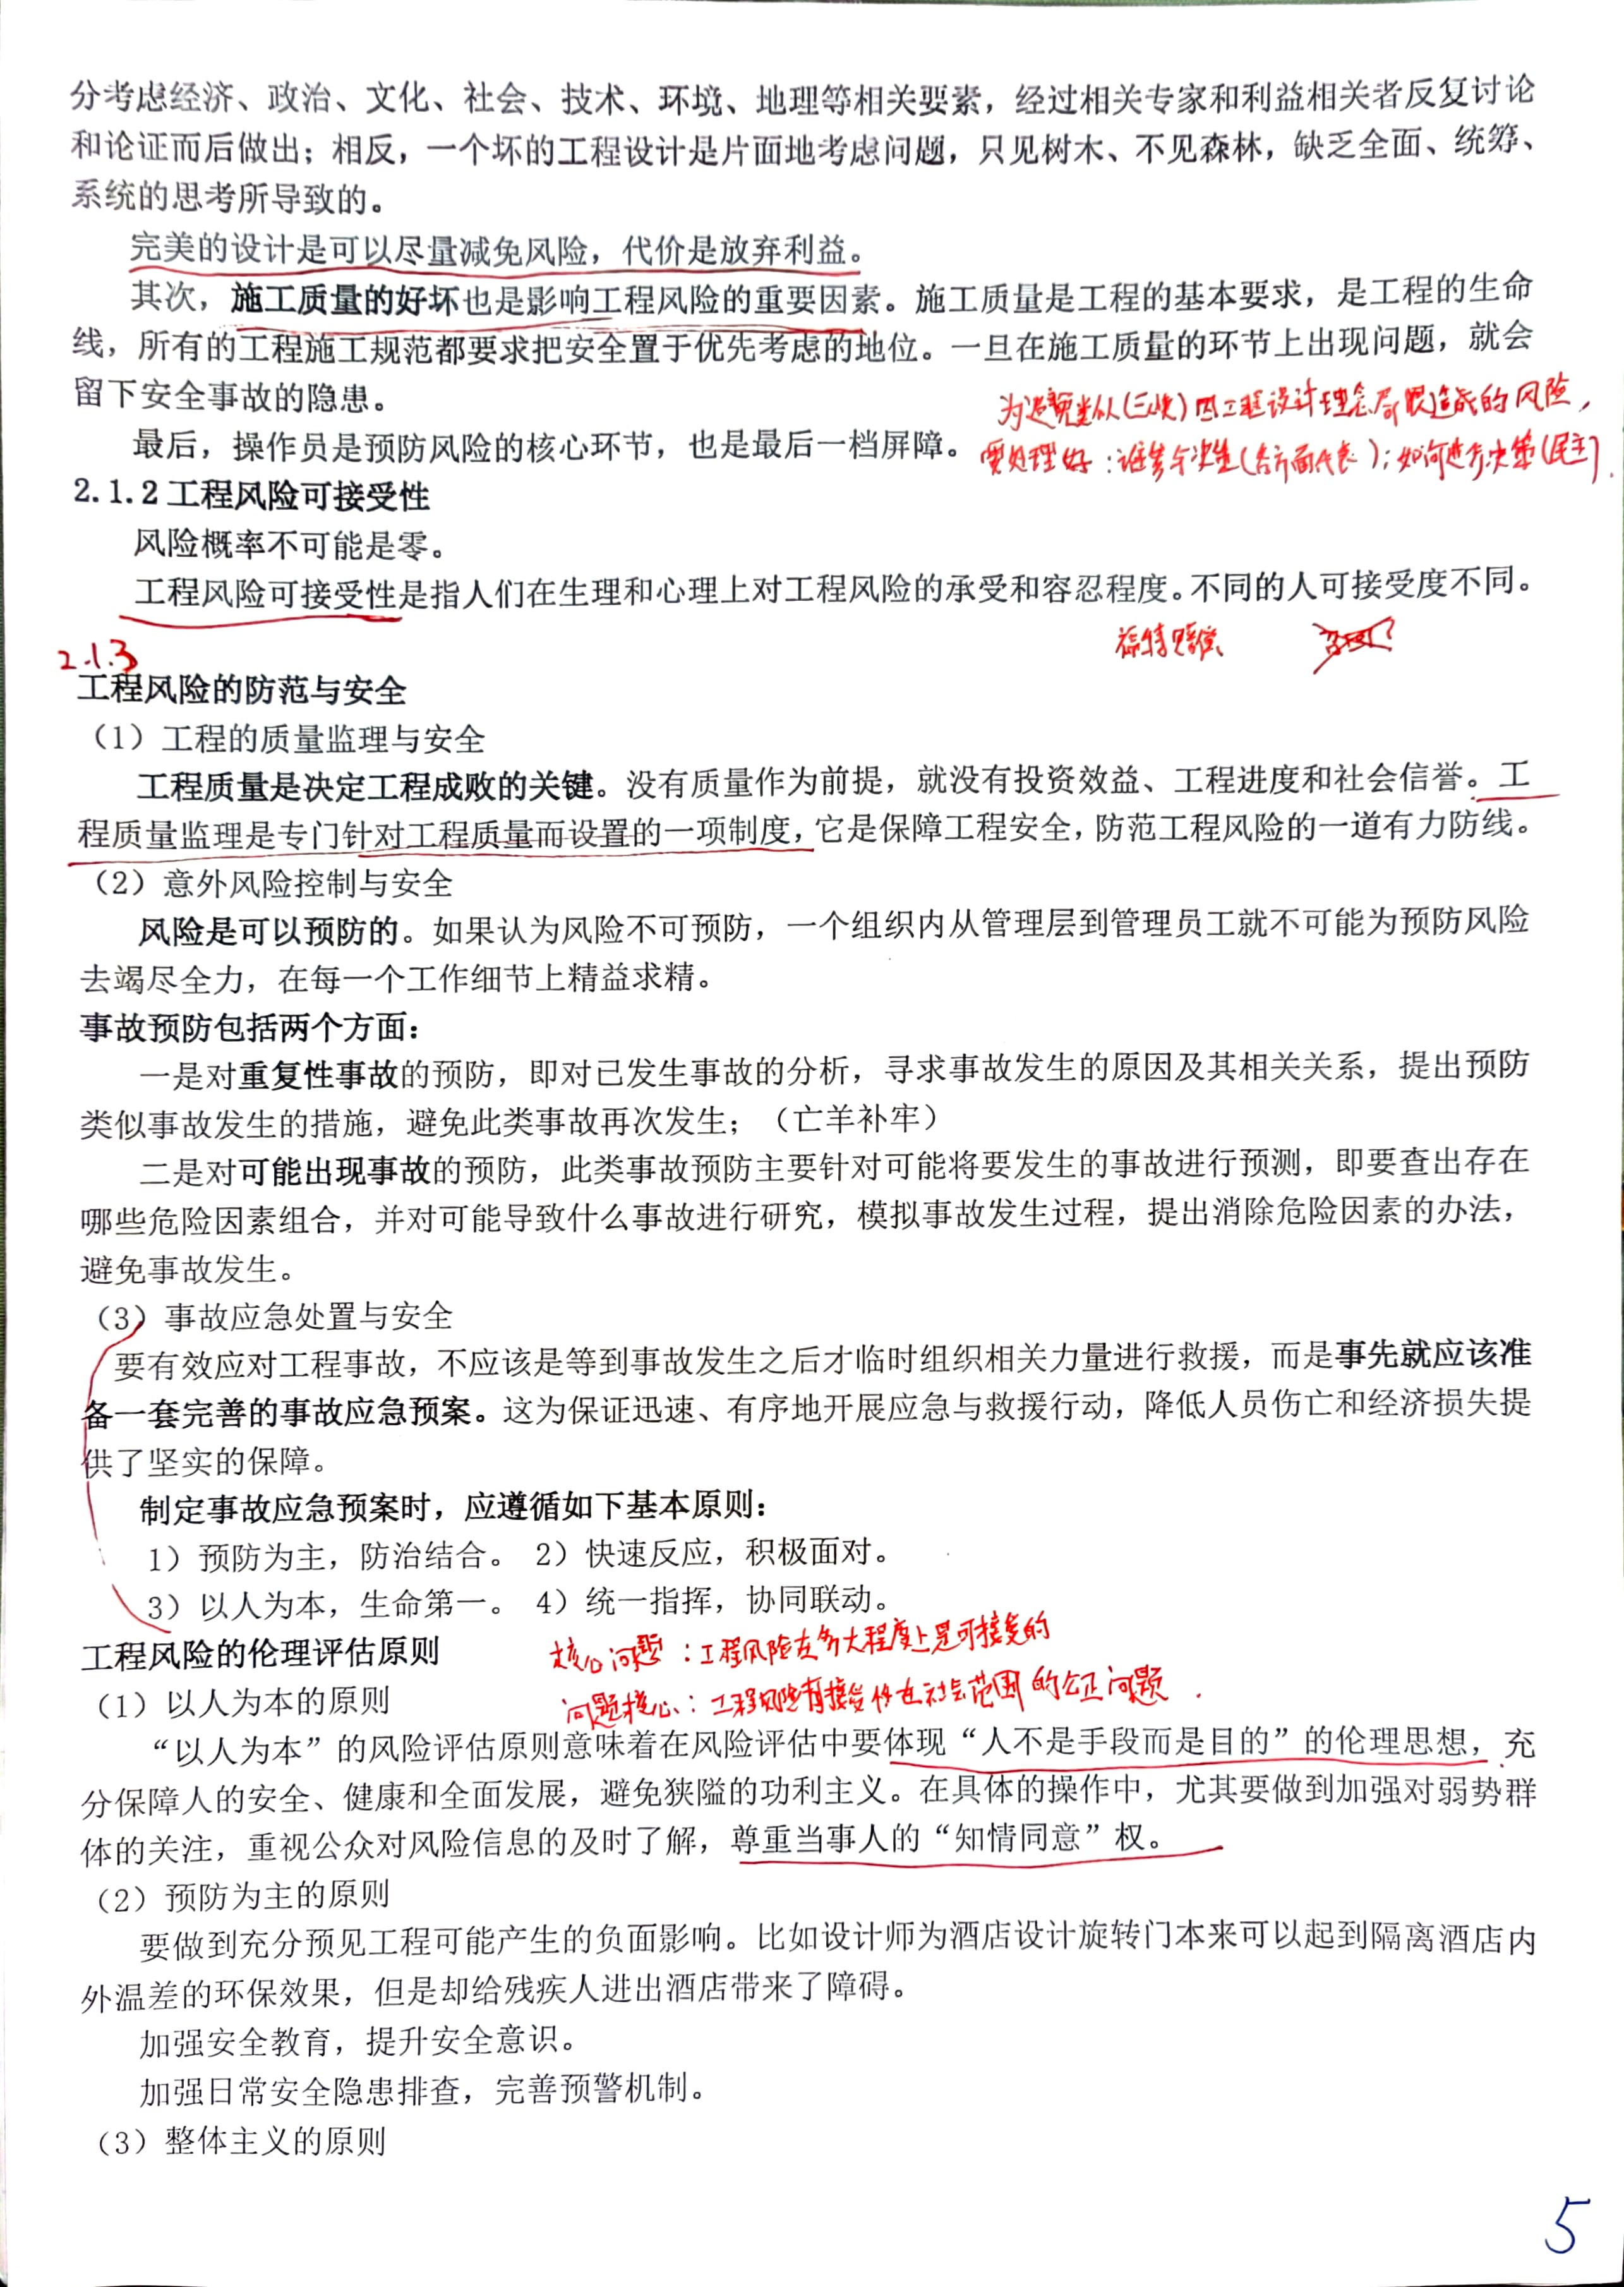 分考虑经济、政治、文化、社会、技术、环境、地理等相关要素，经过相关专家和利益相关者反复讨论
和论证而后做出；相反，一个坏的工程设计是片面地考虑问题，只见树木、不见森林，缺乏全面、统筹、
系统的思考所导致的。
完美的设计是可以尽量减免风险，代价是放弃利益。
其次，施工质量的好坏也是影响工程风险的重要因素。施工质量是工程的基本要求，是工程的生命
线，所有的工程施工规范都要求把安全置于优先考虑的地位。一旦在施工质量的环节上出现问题，就会
留下安全事故的隐患。
为避免类似(三峡)因工程设计理念局限造成的风险，
最后，操作员是预防风险的核心环节，也是最后一档屏障。
要处理好：谁参与决策(各方面代表)；如何进行决策(民主).
2.1.2 工程风险可接受性
风险概率不可能是零。
工程风险可接受性是指人们在生理和心理上对工程风险的承受和容忍程度。不同的人可接受度不同。
福特赔偿
2.1.3
工程风险的防范与安全
（1）工程的质量监理与安全
工程质量是决定工程成败的关键。没有质量作为前提，就没有投资效益、工程进度和社会信誉。工
程质量监理是专门针对工程质量而设置的一项制度，它是保障工程安全，防范工程风险的一道有力防线。
（2）意外风险控制与安全
风险是可以预防的。如果认为风险不可预防，一个组织内从管理层到管理员工就不可能为预防风险
去竭尽全力，在每一个工作细节上精益求精。
事故预防包括两个方面：
一是对重复性事故的预防，即对已发生事故的分析，寻求事故发生的原因及其相关关系，提出预防
类似事故发生的措施，避免此类事故再次发生；（亡羊补牢）
二是对可能出现事故的预防，此类事故预防主要针对可能将要发生的事故进行预测，即要查出存在
哪些危险因素组合，并对可能导致什么事故进行研究，模拟事故发生过程，提出消除危险因素的办法，
避免事故发生。
（3）事故应急处置与安全
要有效应对工程事故，不应该是等到事故发生之后才临时组织相关力量进行救援，而是事先就应该准
备一套完善的事故应急预案。这为保证迅速、有序地开展应急与救援行动，降低人员伤亡和经济损失提
供了坚实的保障。
制定事故应急预案时，应遵循如下基本原则：
1）预防为主，防治结合。 2）快速反应，积极面对。
3）以人为本，生命第一。 4）统一指挥，协同联动。
工程风险的伦理评估原则
核心问题：工程风险在多大程度上是可接受的
（1）以人为本的原则
问题核心：工程风险可接受性在社会范围的公正问题．
“以人为本”的风险评估原则意味着在风险评估中要体现“人不是手段而是目的”的伦理思想，充
分保障人的安全、健康和全面发展，避免狭隘的功利主义。在具体的操作中，尤其要做到加强对弱势群
体的关注，重视公众对风险信息的及时了解，尊重当事人的“知情同意”权。
（2）预防为主的原则
要做到充分预见工程可能产生的负面影响。比如设计师为酒店设计旋转门本来可以起到隔离酒店内
外温差的环保效果，但是却给残疾人进出酒店带来了障碍。
加强安全教育，提升安全意识。
加强日常安全隐患排查，完善预警机制。
（3）整体主义的原则
5